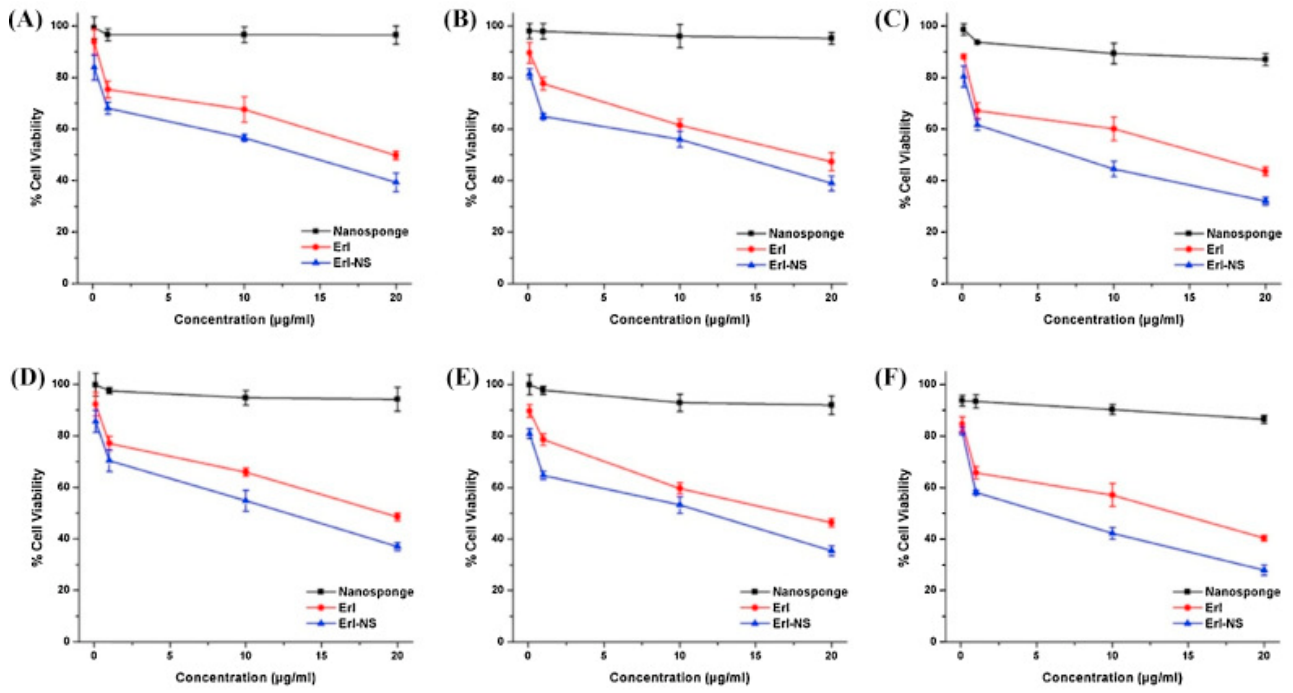 (A)
100
80
60
40
20
0
% Cell Viability
Nanosponge
Erl
Erl-NS
0 5 10 15 20
Concentration (µg/ml)
(B)
100
80
60
40
20
0
% Cell Viability
Nanosponge
Erl
Erl-NS
0 5 10 15 20
Concentration (µg/ml)
(C)
100
80
60
40
20
0
% Cell Viability
Nanosponge
Erl
Erl-NS
0 5 10 15 20
Concentration (µg/ml)
(D)
100
80
60
40
20
0
% Cell Viability
Nanosponge
Erl
Erl-NS
0 5 10 15 20
Concentration (µg/ml)
(E)
100
80
60
40
20
0
% Cell Viability
Nanosponge
Erl
Erl-NS
0 5 10 15 20
Concentration (µg/ml)
(F)
100
80
60
40
20
0
% Cell Viability
Nanosponge
Erl
Erl-NS
0 5 10 15 20
Concentration (µg/ml)